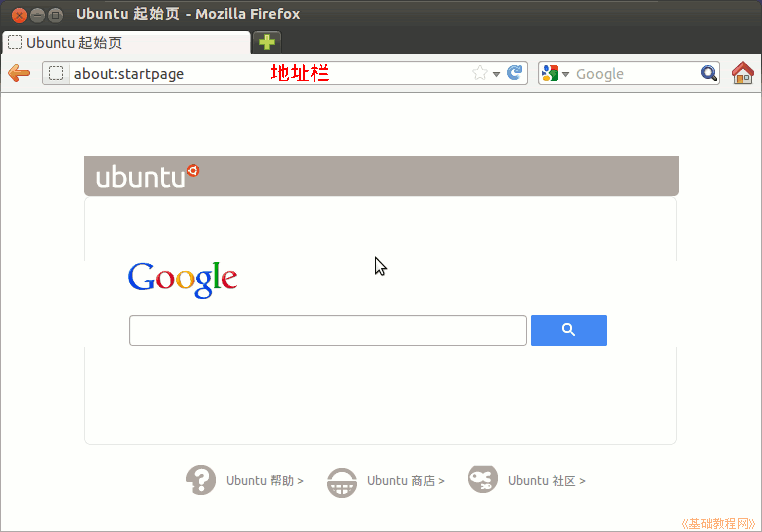 Ubuntu 起始页 - Mozilla Firefox
Ubuntu 起始页
about:startpage 地址栏 Google
ubuntu
Google
Ubuntu 帮助 > Ubuntu 商店 > Ubuntu 社区 >
《基础教程网》